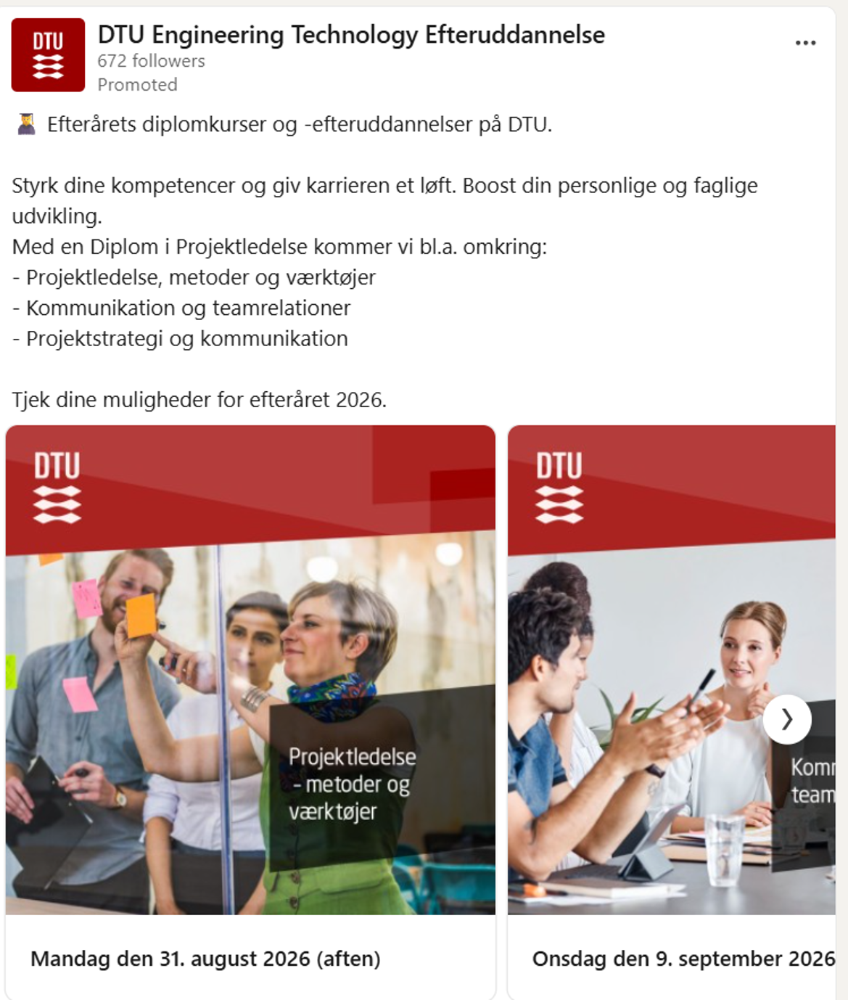 DTU
DTU Engineering Technology Efteruddannelse
672 followers
Promoted
Efterårets diplomkurser og -efteruddannelser på DTU.
Styrk dine kompetencer og giv karrieren et løft. Boost din personlige og faglige
udvikling.
Med en Diplom i Projektledelse kommer vi bl.a. omkring:
- Projektledelse, metoder og værktøjer
- Kommunikation og teamrelationer
- Projektstrategi og kommunikation
Tjek dine muligheder for efteråret 2026.
DTU
Projektledelse
- metoder og
værktøjer
Mandag den 31. august 2026 (aften)
DTU
Komm
team
Onsdag den 9. september 2026